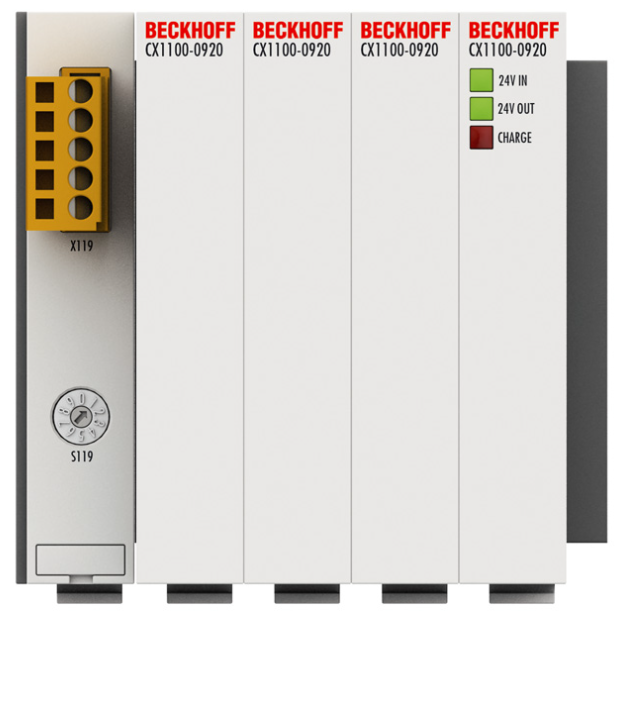 BECKHOFF
CX1100-0920
BECKHOFF
CX1100-0920
BECKHOFF
CX1100-0920
BECKHOFF
CX1100-0920
24V IN
24V OUT
CHARGE
X119
S119